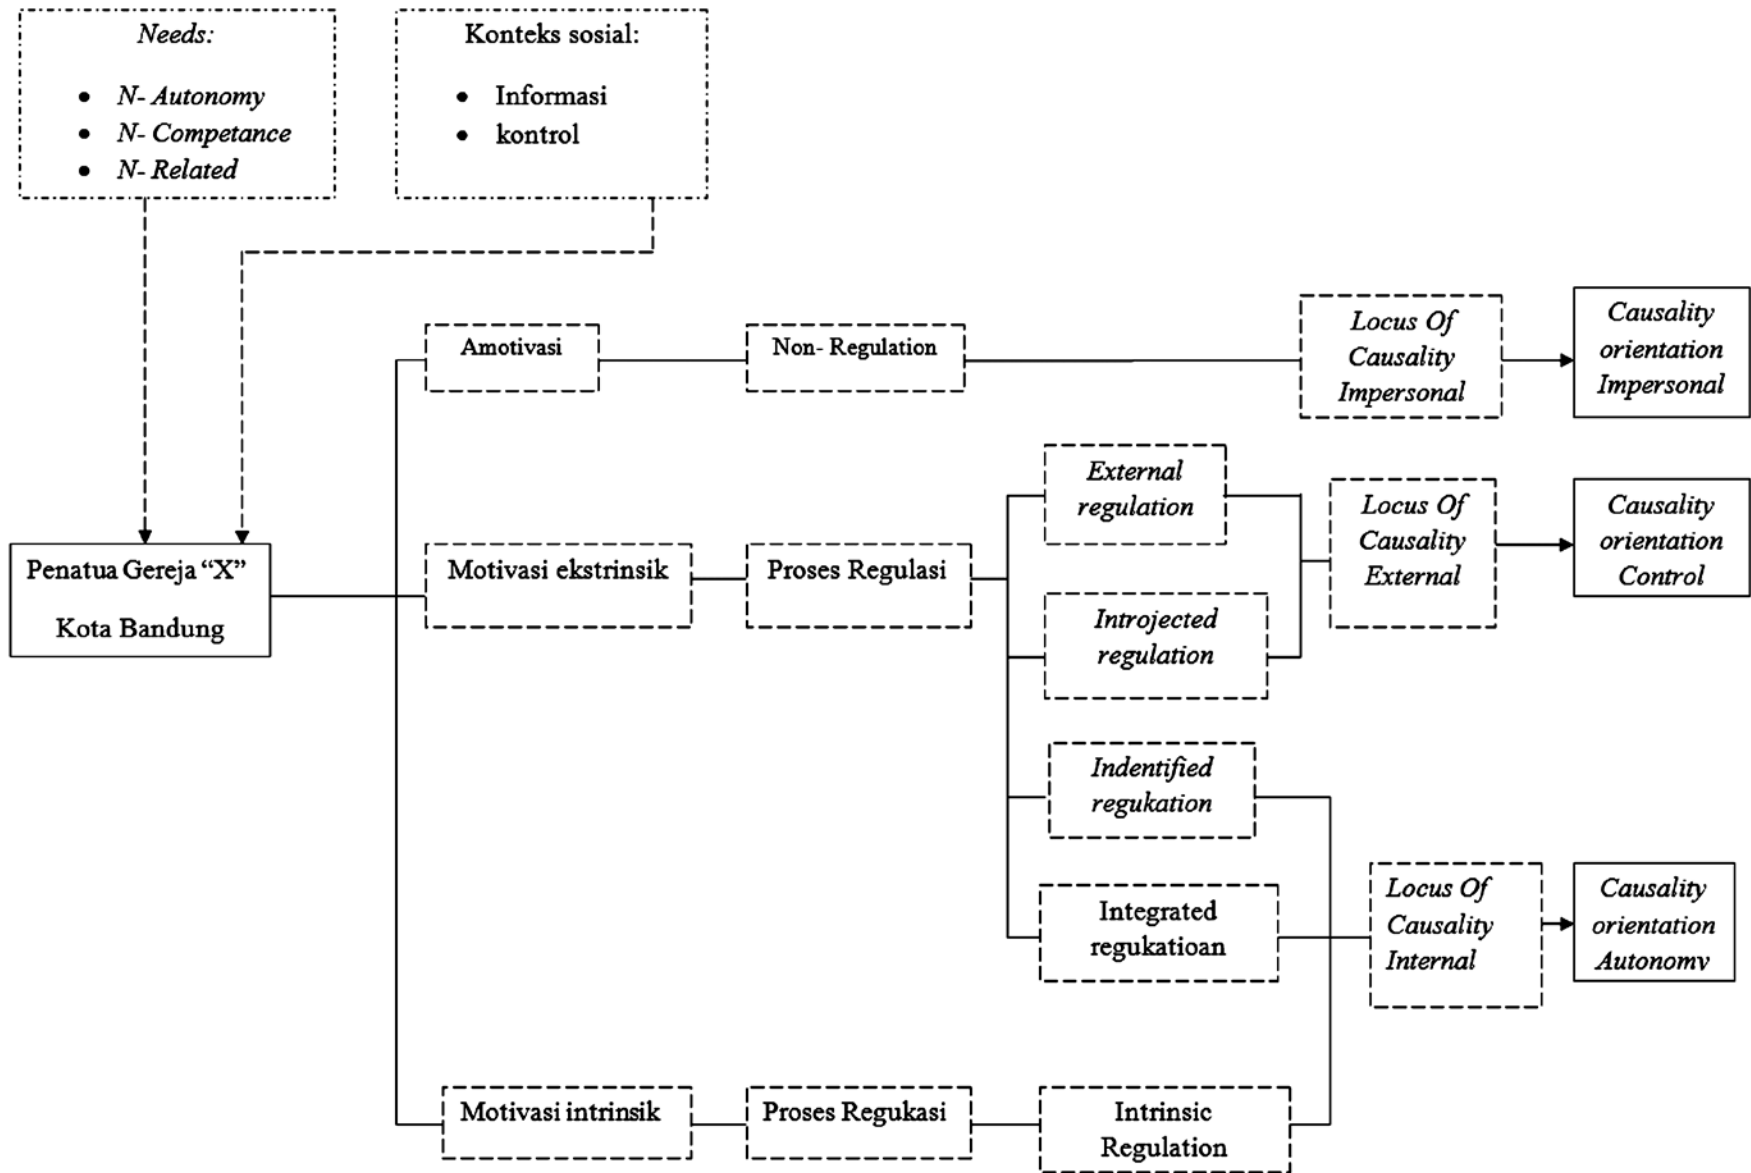 Needs:
• N- Autonomy
• N- Competance
• N- Related
Konteks sosial:
• Informasi
• kontrol
Amotivasi
Non- Regulation
Locus Of
Causality
Impersonal
Causality
orientation
Impersonal
Penatua Gereja “X”
Kota Bandung
Motivasi ekstrinsik
Proses Regulasi
External
regulation
Introjected
regulation
Locus Of
Causality
External
Causality
orientation
Control
Indentified
regukation
Integrated
regukatioan
Locus Of
Causality
Internal
Causality
orientation
Autonomy
Motivasi intrinsik
Proses Regukasi
Intrinsic
Regulation